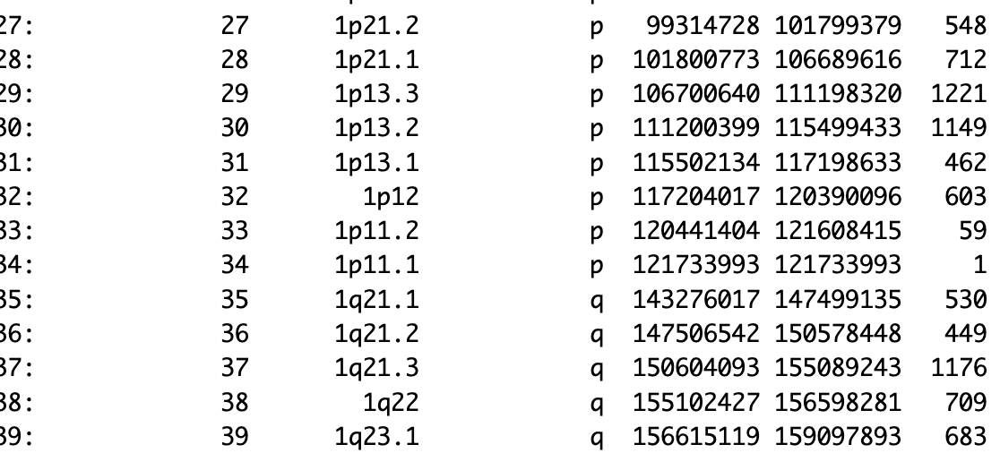 27: 27 1p21.2 p 99314728 101799379 548
28: 28 1p21.1 p 101800773 106689616 712
29: 29 1p13.3 p 106700640 111198320 1221
30: 30 1p13.2 p 111200399 115499433 1149
31: 31 1p13.1 p 115502134 117198633 462
32: 32 1p12 p 117204017 120390096 603
33: 33 1p11.2 p 120441404 121608415 59
34: 34 1p11.1 p 121733993 121733993 1
35: 35 1q21.1 q 143276017 147499135 530
36: 36 1q21.2 q 147506542 150578448 449
37: 37 1q21.3 q 150604093 155089243 1176
38: 38 1q22 q 155102427 156598281 709
39: 39 1q23.1 q 156615119 159097893 683